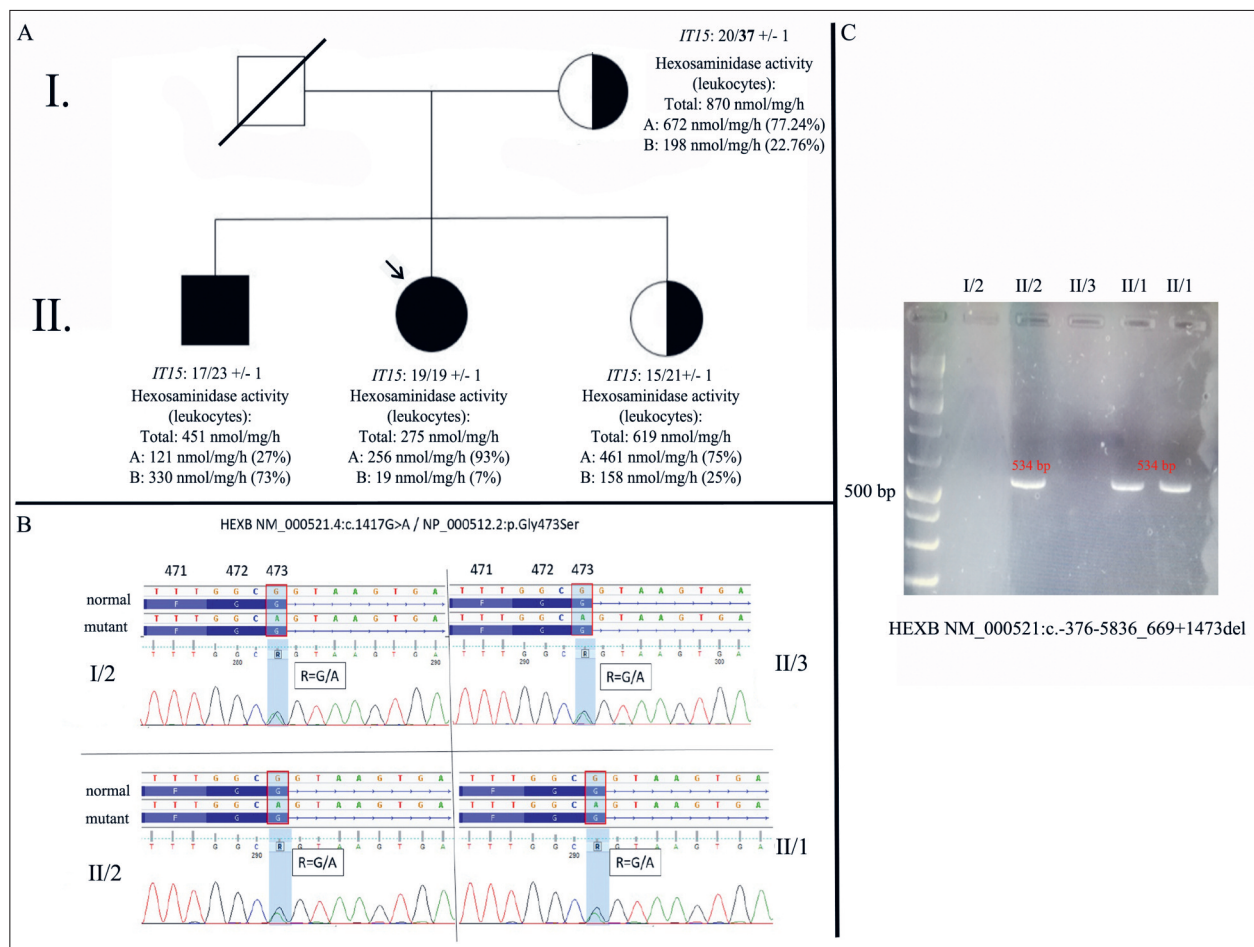 A
I.
IT15: 20/37 +/- 1
Hexosaminidase activity
(leukocytes):
Total: 870 nmol/mg/h
A: 672 nmol/mg/h (77.24%)
B: 198 nmol/mg/h (22.76%)
II.
IT15: 17/23 +/- 1
Hexosaminidase activity
(leukocytes):
Total: 451 nmol/mg/h
A: 121 nmol/mg/h (27%)
B: 330 nmol/mg/h (73%)
IT15: 19/19 +/- 1
Hexosaminidase activity
(leukocytes):
Total: 275 nmol/mg/h
A: 256 nmol/mg/h (93%)
B: 19 nmol/mg/h (7%)
IT15: 15/21+/- 1
Hexosaminidase activity
(leukocytes):
Total: 619 nmol/mg/h
A: 461 nmol/mg/h (75%)
B: 158 nmol/mg/h (25%)
B
HEXB NM_000521.4:c.1417G>A / NP_000512.2:p.Gly473Ser
471 472 473
normal
T T T G G C G G T A A G T G A
F G G
mutant
T T T G G C A G T A A G T G A
F G G
T T T G G C R G T A A G T G A
280 290
I/2
R=G/A
471 472 473
T T T G G C G G T A A G T G A
F G G
T T T G G C A G T A A G T G A
F G G
T T T G G C R G T A A G T G A
290 300
II/3
R=G/A
normal
T T T G G C G G T A A G T G A
F G G
mutant
T T T G G C A G T A A G T G A
F G G
T T T G G C R G T A A G T G A
290
II/2
R=G/A
T T T G G C G G T A A G T G A
F G G
T T T G G C A G T A A G T G A
F G G
T T T G G C R G T A A G T G A
290
II/1
R=G/A
C
I/2 II/2 II/3 II/1 II/1
534 bp 534 bp
500 bp
HEXB NM_000521:c.-376-5836_669+1473del